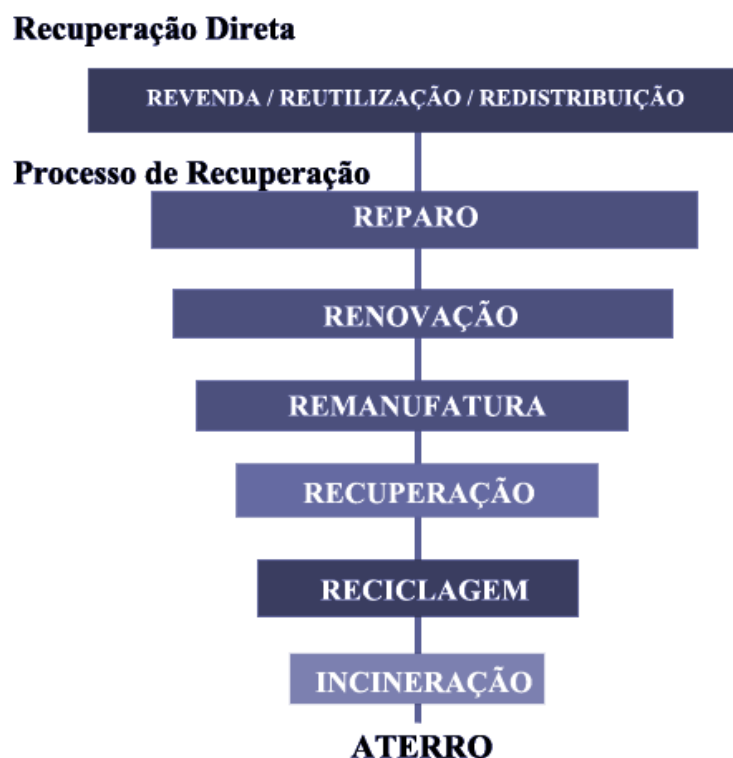 Recuperação Direta
REVENDA / REUTILIZAÇÃO / REDISTRIBUIÇÃO
Processo de Recuperação
REPARO
RENOVAÇÃO
REMANUFATURA
RECUPERAÇÃO
RECICLAGEM
INCINERAÇÃO
ATERRO